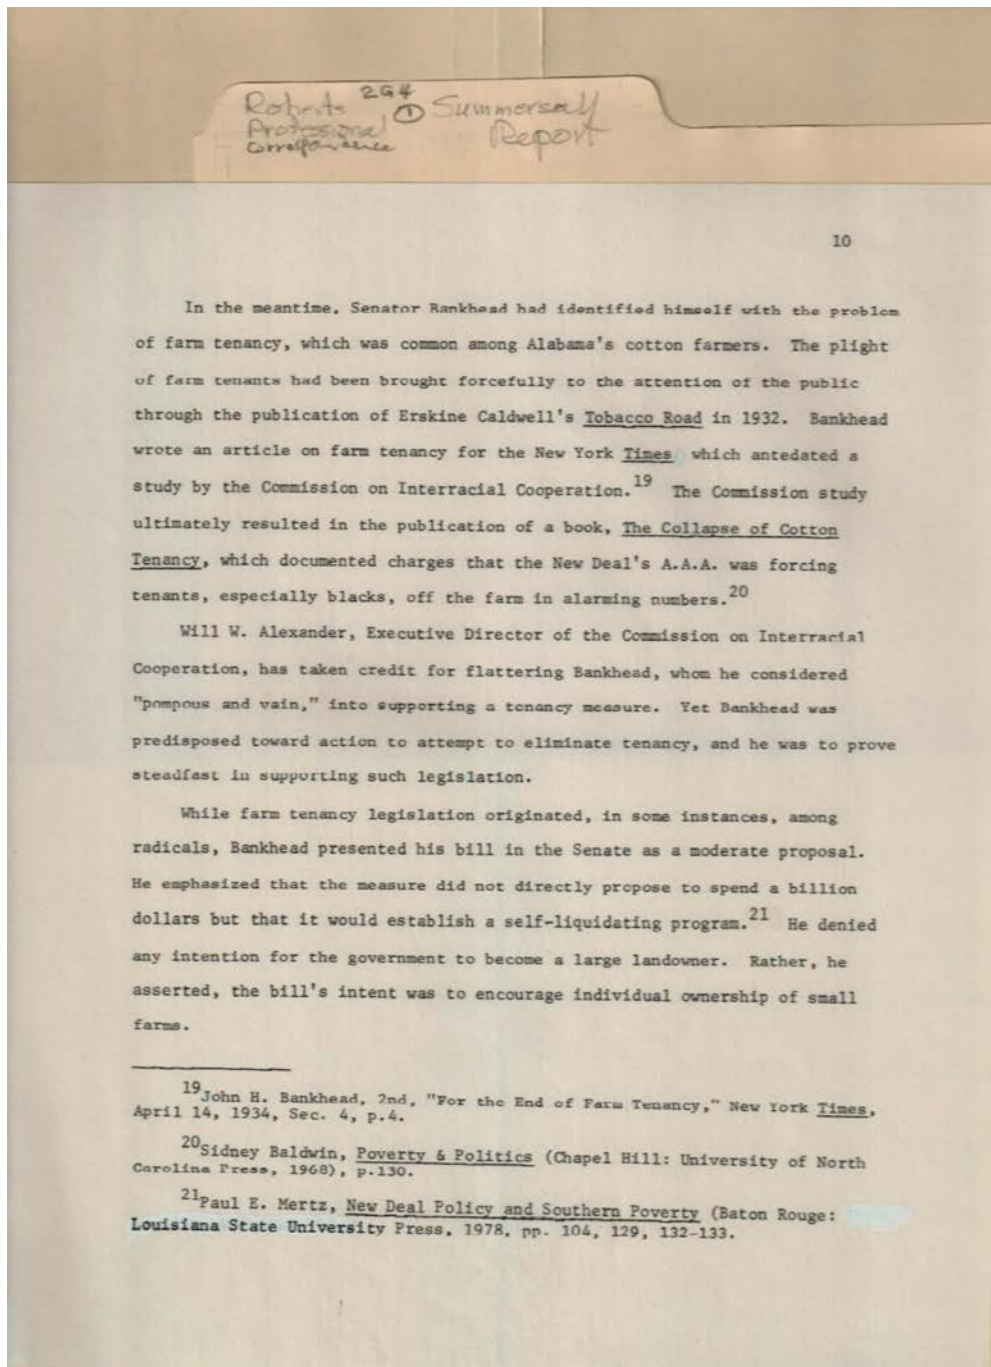 2G4
Roberts ① Summersell
Professional Report
Correspondence
10
In the meantime, Senator Bankhead had identified himself with the problem
of farm tenancy, which was common among Alabama's cotton farmers. The plight
of farm tenants had been brought forcefully to the attention of the public
through the publication of Erskine Caldwell's Tobacco Road in 1932. Bankhead
wrote an article on farm tenancy for the New York Times which antedated a
study by the Commission on Interracial Cooperation.19 The Commission study
ultimately resulted in the publication of a book, The Collapse of Cotton
Tenancy, which documented charges that the New Deal's A.A.A. was forcing
tenants, especially blacks, off the farm in alarming numbers.20
Will W. Alexander, Executive Director of the Commission on Interracial
Cooperation, has taken credit for flattering Bankhead, whom he considered
"pompous and vain," into supporting a tenancy measure. Yet Bankhead was
predisposed toward action to attempt to eliminate tenancy, and he was to prove
steadfast in supporting such legislation.
While farm tenancy legislation originated, in some instances, among
radicals, Bankhead presented his bill in the Senate as a moderate proposal.
He emphasized that the measure did not directly propose to spend a billion
dollars but that it would establish a self-liquidating program.21 He denied
any intention for the government to become a large landowner. Rather, he
asserted, the bill's intent was to encourage individual ownership of small
farms.
19John H. Bankhead, 2nd, "For the End of Farm Tenancy," New York Times,
April 14, 1934, Sec. 4, p.4.
20Sidney Baldwin, Poverty & Politics (Chapel Hill: University of North
Carolina Press, 1968), p.130.
21Paul E. Mertz, New Deal Policy and Southern Poverty (Baton Rouge:
Louisiana State University Press, 1978, pp. 104, 129, 132-133.